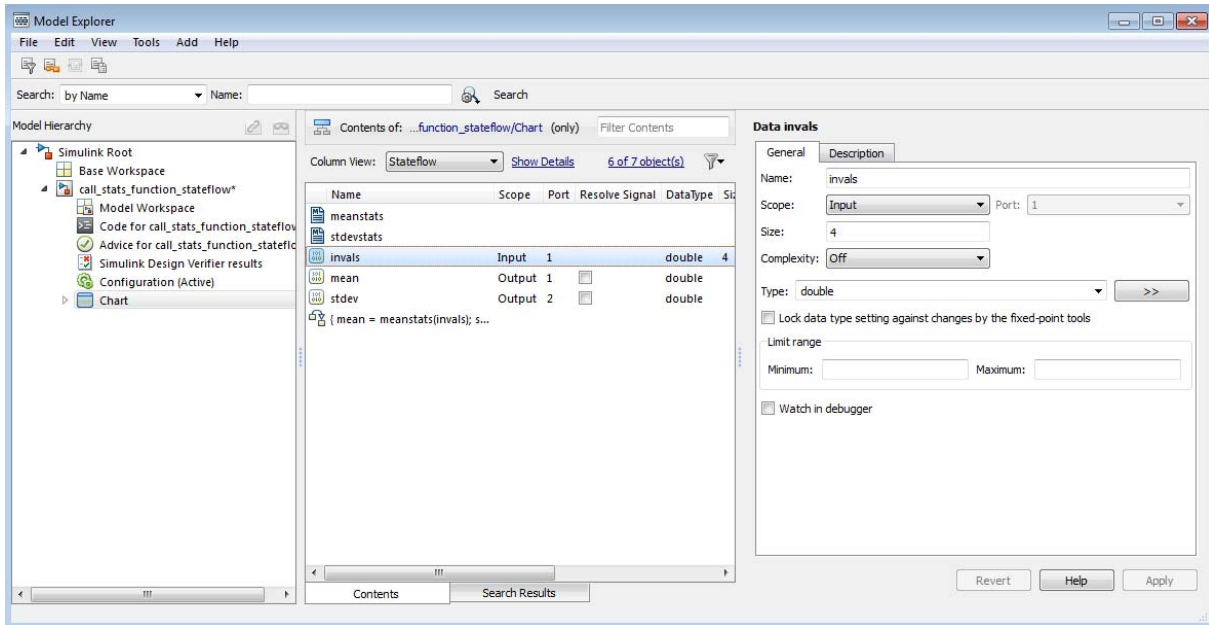 Model Explorer
File Edit View Tools Add Help
Search: by Name Name: Search
Model Hierarchy
Simulink Root
Base Workspace
call_stats_function_stateflow*
Model Workspace
Code for call_stats_function_stateflov
Advice for call_stats_function_stateflc
Simulink Design Verifier results
Configuration (Active)
Chart
Contents of: ...function_stateflow/Chart (only) Filter Contents
Column View: Stateflow Show Details 6 of 7 object(s)
Name Scope Port Resolve Signal DataType Siz
meanstats
stdevstats
invals Input 1 double 4
mean Output 1 double
stdev Output 2 double
{ mean = meanstats(invals); s...
Contents Search Results
Data invals
General Description
Name: invals
Scope: Input Port: 1
Size: 4
Complexity: Off
Type: double >>
Lock data type setting against changes by the fixed-point tools
Limit range
Minimum: Maximum:
Watch in debugger
Revert Help Apply